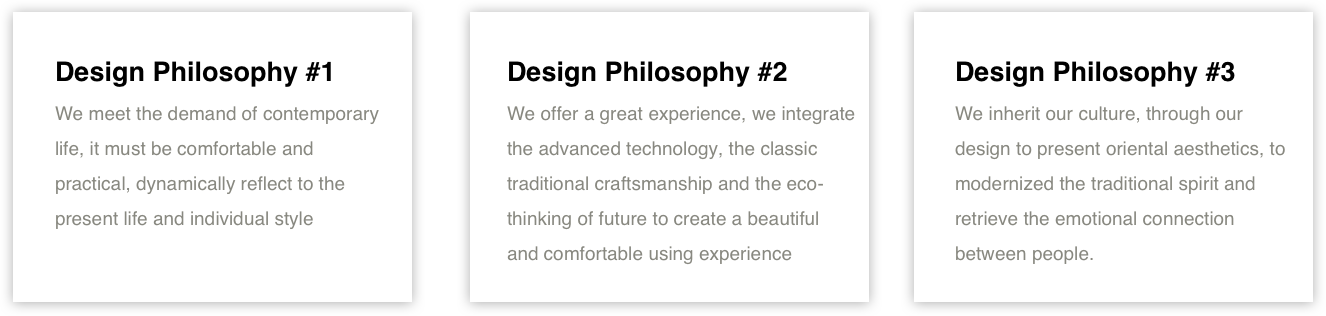 Design Philosophy #1
We meet the demand of contemporary
life, it must be comfortable and
practical, dynamically reflect to the
present life and individual style
Design Philosophy #2
We offer a great experience, we integrate
the advanced technology, the classic
traditional craftsmanship and the eco-
thinking of future to create a beautiful
and comfortable using experience
Design Philosophy #3
We inherit our culture, through our
design to present oriental aesthetics, to
modernized the traditional spirit and
retrieve the emotional connection
between people.